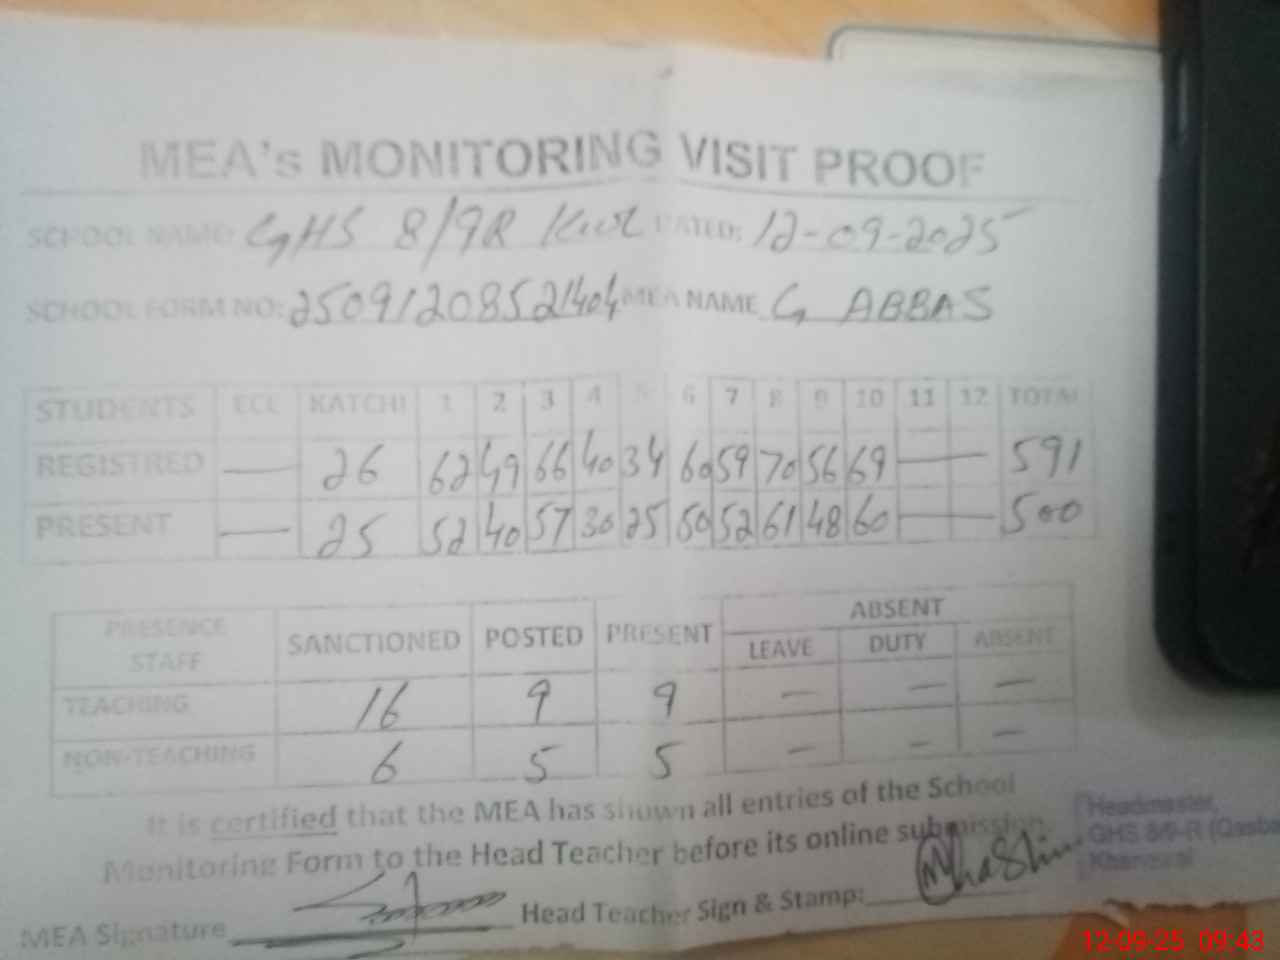 MEA's MONITORING VISIT PROOF
SCHOOL NAME: GHS 8/9R DATED: 12-09-2025
SCHOOL FORM NO: 25091208521404 MEA NAME G ABBAS
STUDENTS ECE KATCHI 1 2 3 4 5 6 7 8 9 10 11 12 TOTAL
REGISTRED — 26 62 49 66 40 34 60 59 70 56 69 — 591
PRESENT — 25 52 40 57 30 25 50 52 61 48 60 — 500
PRESENCE STAFF SANCTIONED POSTED PRESENT ABSENT
LEAVE DUTY ABSENT
TEACHING 16 9 9 — — —
NON-TEACHING 6 5 5 — — —
It is certified that the MEA has shown all entries of the School
Monitoring Form to the Head Teacher before its online submission
MEA Signature Head Teacher Sign & Stamp:
Headmaster,
GHS 8/9-R (Qasba
Khanewal
12-09-25 09:43